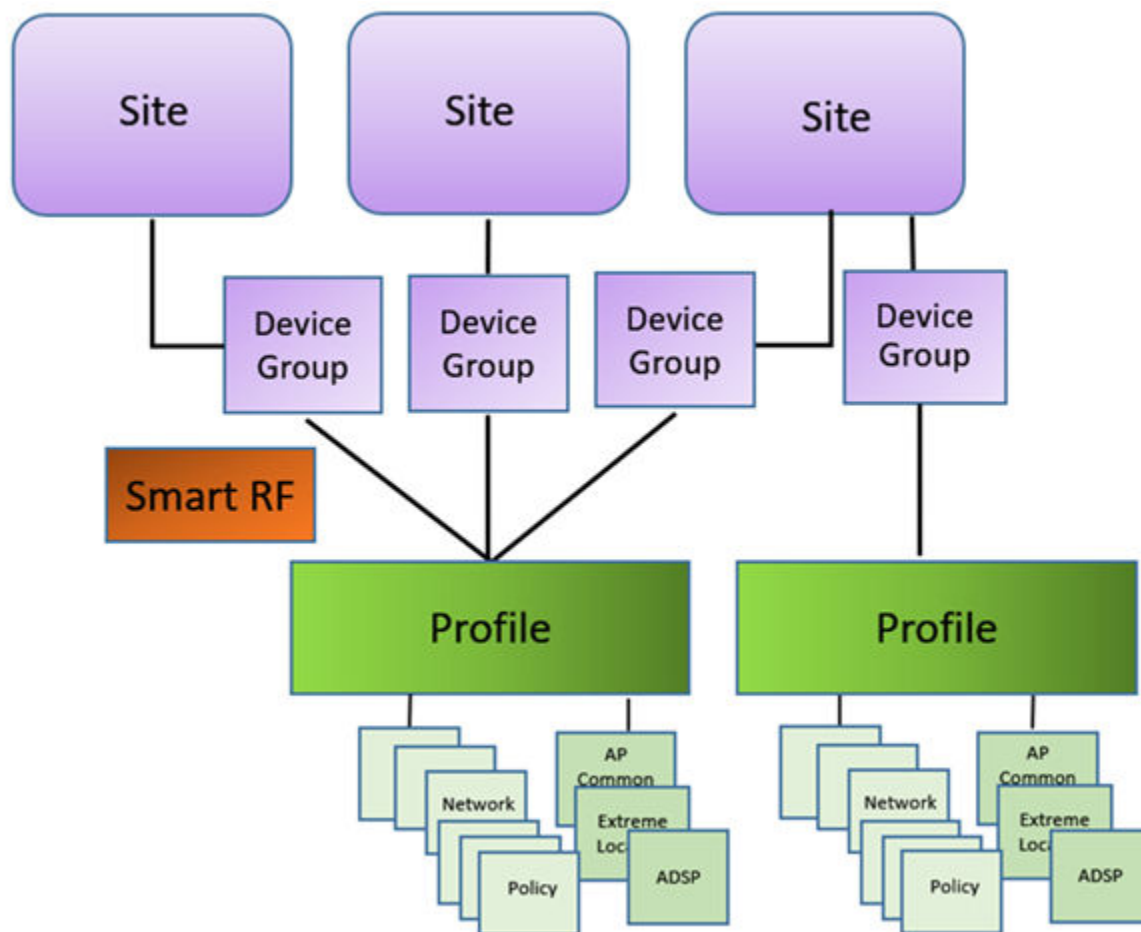 Site
Site
Site
Device
Group
Device
Group
Device
Group
Device
Group
Smart RF
Profile
Profile
Network
Policy
AP
Common
Extreme
ADSP
Network
Policy
AP
Common
Extreme
ADSP